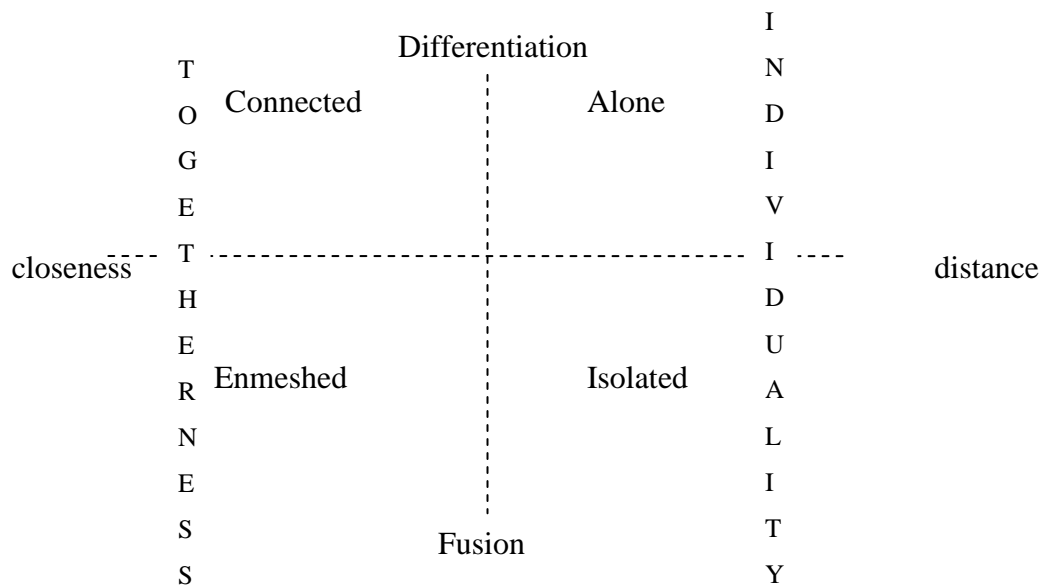 Differentiation
TOGETHERNESS
Connected
Alone
INDIVIDUALITY
closeness
distance
Enmeshed
Isolated
Fusion